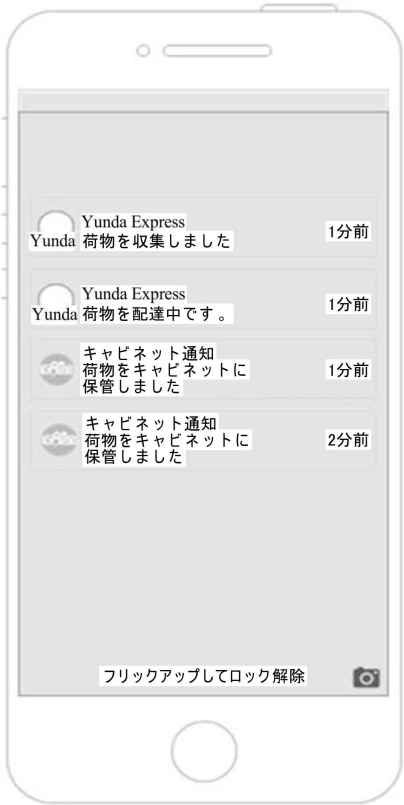 Yunda Express
Yunda 荷物を収集しました
1分前
Yunda Express
Yunda 荷物を配達中です。
1分前
キャビネット通知
荷物をキャビネットに
保管しました
1分前
キャビネット通知
荷物をキャビネットに
保管しました
2分前
フリックアップしてロック解除